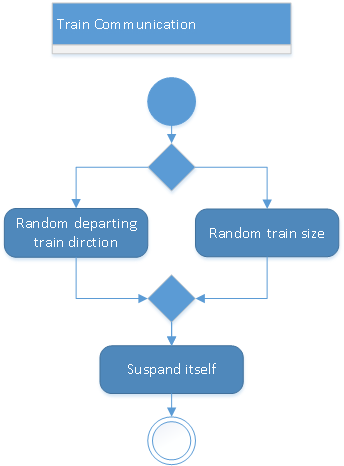 Train Communication
Random departing
train dirction
Random train size
Suspand itself